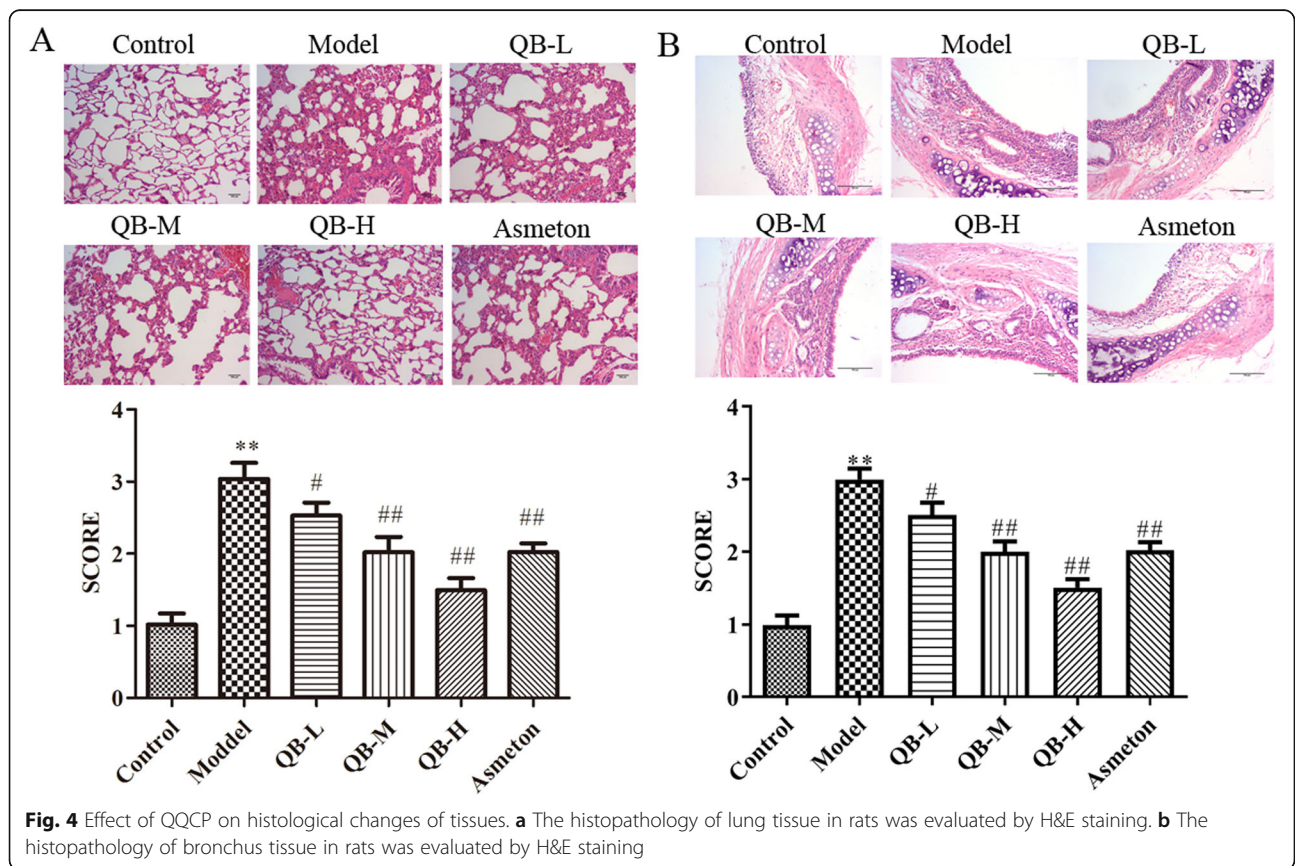 A
Control Model QB-L
QB-M QB-H Asmeton
4
3
2
1
0
SCORE
**
#
##
##
##
Control
Moddel
QB-L
QB-M
QB-H
Asmeton
B
Control Model QB-L
QB-M QB-H Asmeton
4
3
2
1
0
SCORE
**
#
##
##
##
Control
Model
QB-L
QB-M
QB-H
Asmeton
Fig. 4 Effect of QQCP on histological changes of tissues. a The histopathology of lung tissue in rats was evaluated by H&E staining. b The
histopathology of bronchus tissue in rats was evaluated by H&E staining